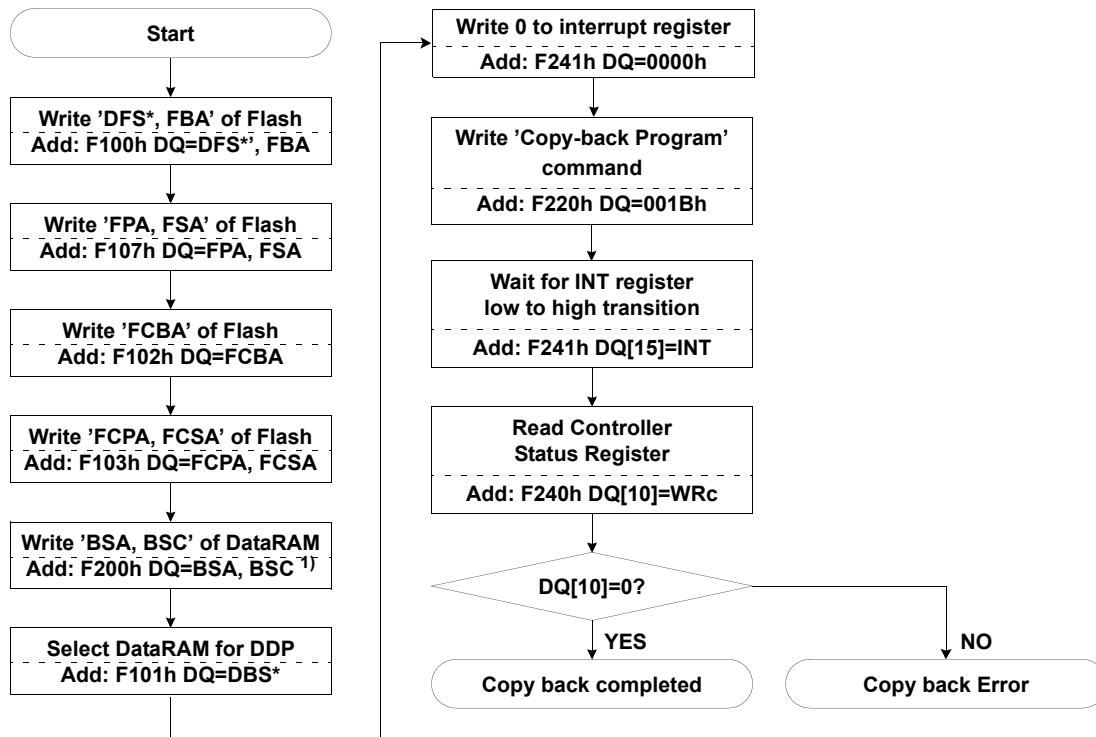 Start
Write ’DFS*, FBA’ of Flash
Add: F100h DQ=DFS*’, FBA
Write ’FPA, FSA’ of Flash
Add: F107h DQ=FPA, FSA
Write ’FCBA’ of Flash
Add: F102h DQ=FCBA
Write ’FCPA, FCSA’ of Flash
Add: F103h DQ=FCPA, FCSA
Write ’BSA, BSC’ of DataRAM
Add: F200h DQ=BSA, BSC 1)
Select DataRAM for DDP
Add: F101h DQ=DBS*
Write 0 to interrupt register
Add: F241h DQ=0000h
Write ’Copy-back Program’
command
Add: F220h DQ=001Bh
Wait for INT register
low to high transition
Add: F241h DQ[15]=INT
Read Controller
Status Register
Add: F240h DQ[10]=WRc
DQ[10]=0?
YES
NO
Copy back completed
Copy back Error